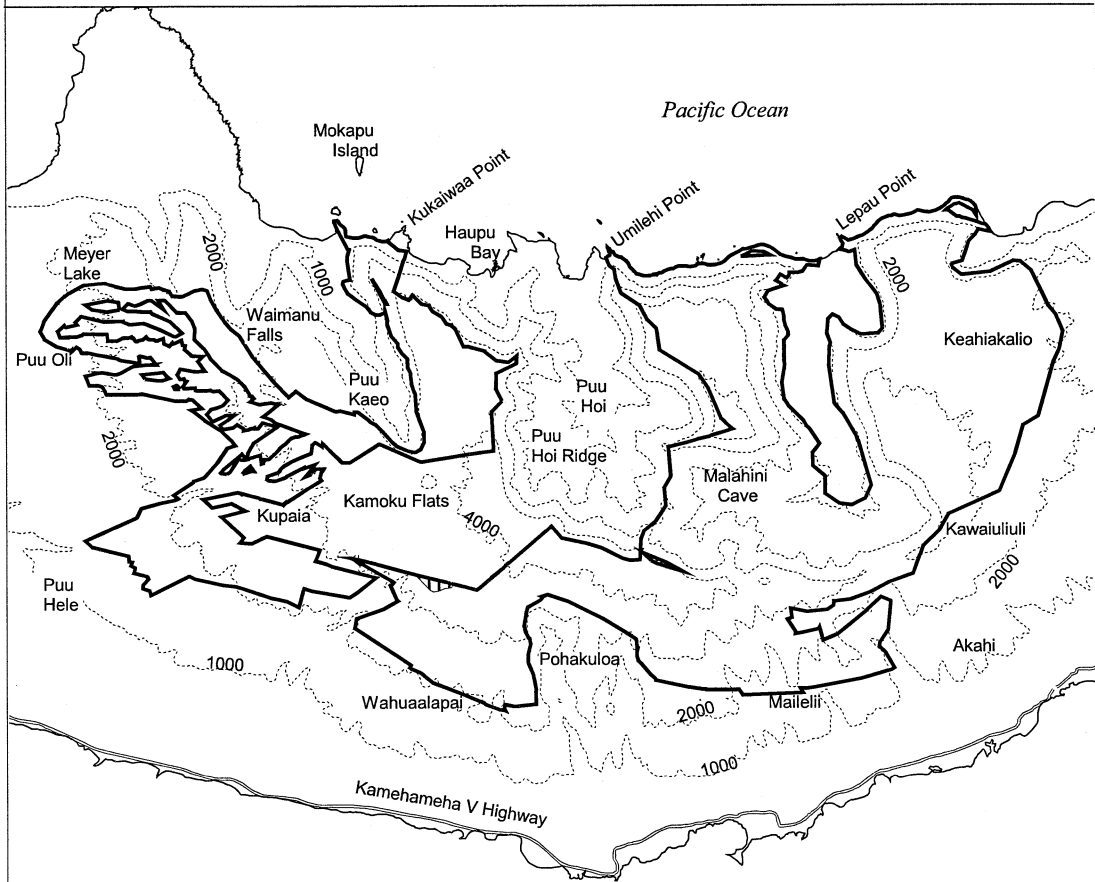 Pacific Ocean
Mokapu
Island
Kukaiwaa Point
Umilehi Point
Lepau Point
Haupu
Bay
Meyer
Lake
2000
1000
2000
Waimanu
Falls
Keahiakalio
Puu Oli
Puu
Kaeo
Puu
Hoi
Puu
Hoi Ridge
2000
Malahini
Cave
Kamoku Flats
Kupaia
4000
Kawaiuliuli
2000
Puu
Hele
Akahi
1000
Pohakuloa
Wahuaalapai
Mailelii
2000
1000
Kamehameha V Highway